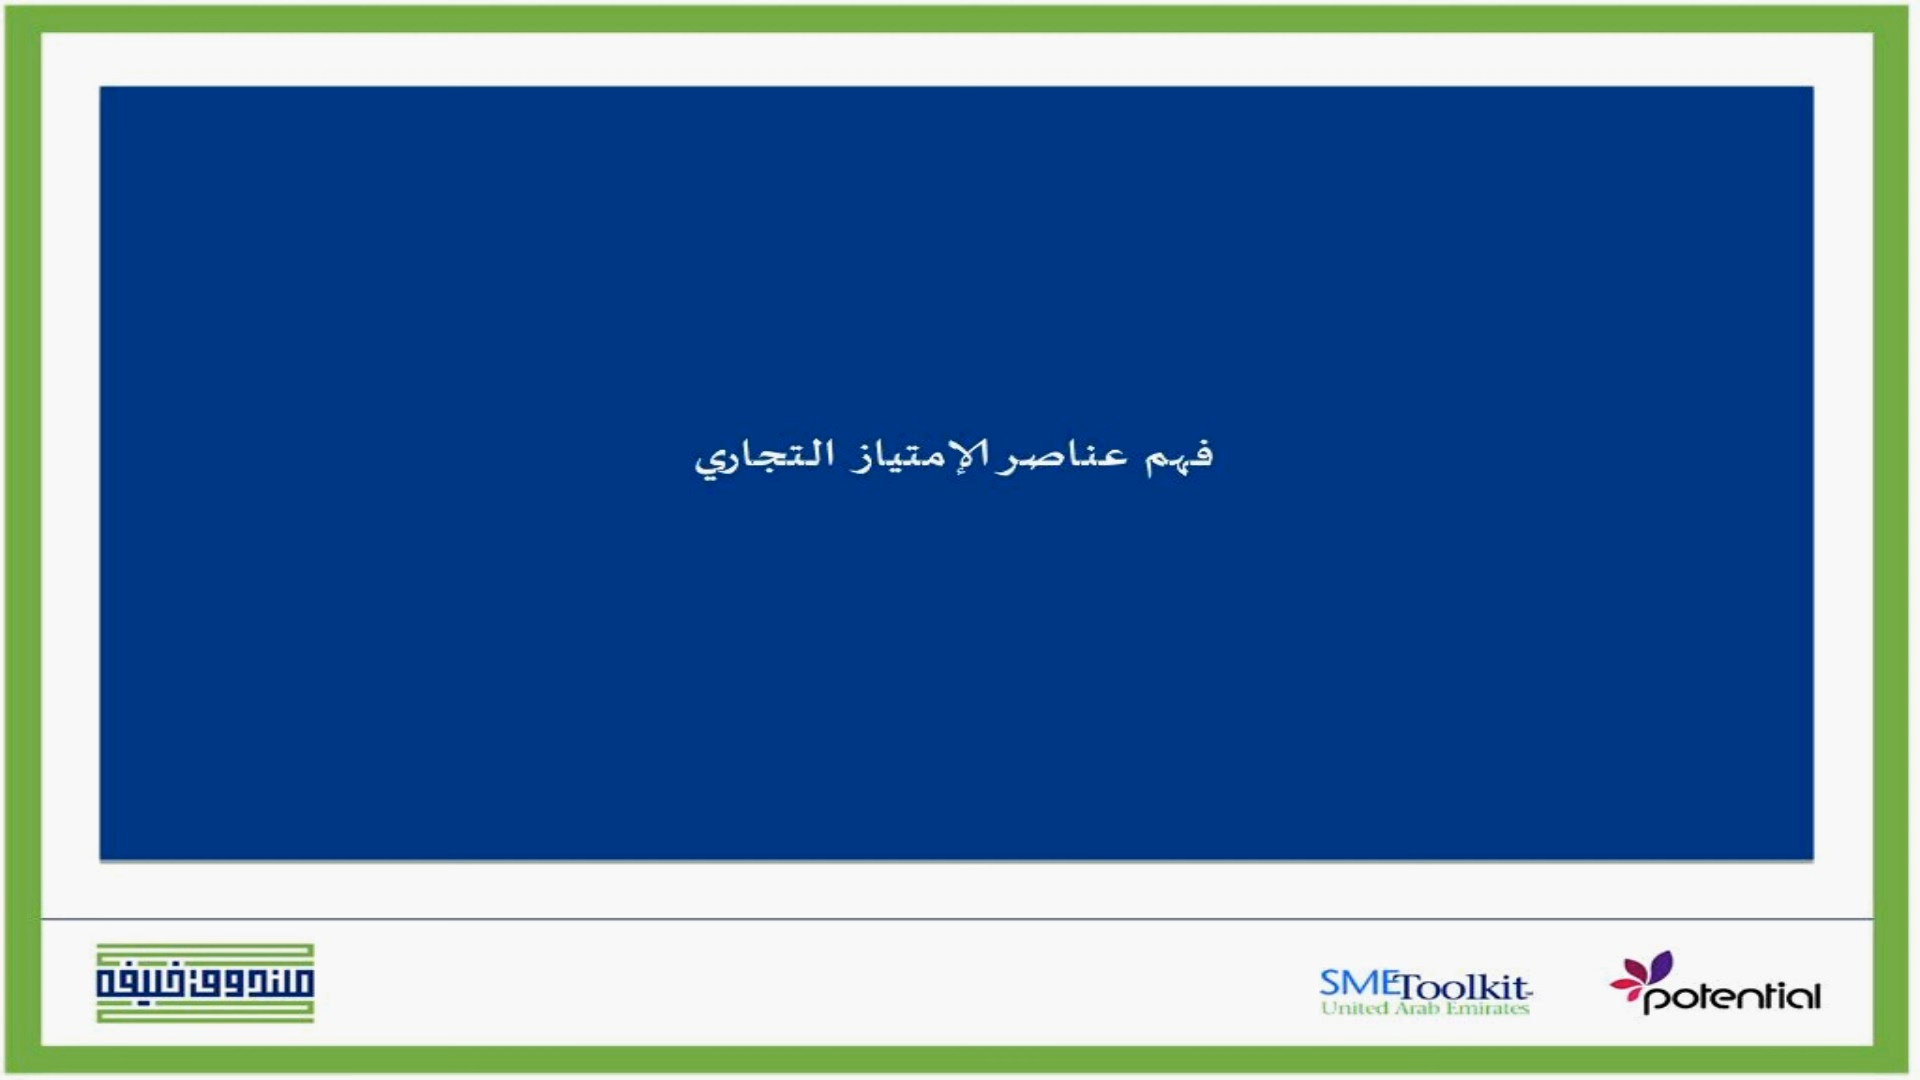 فهم عناصر الإمتياز التجاري
صندوق خليفة
SMEToolkit
United Arab Emirates
potential